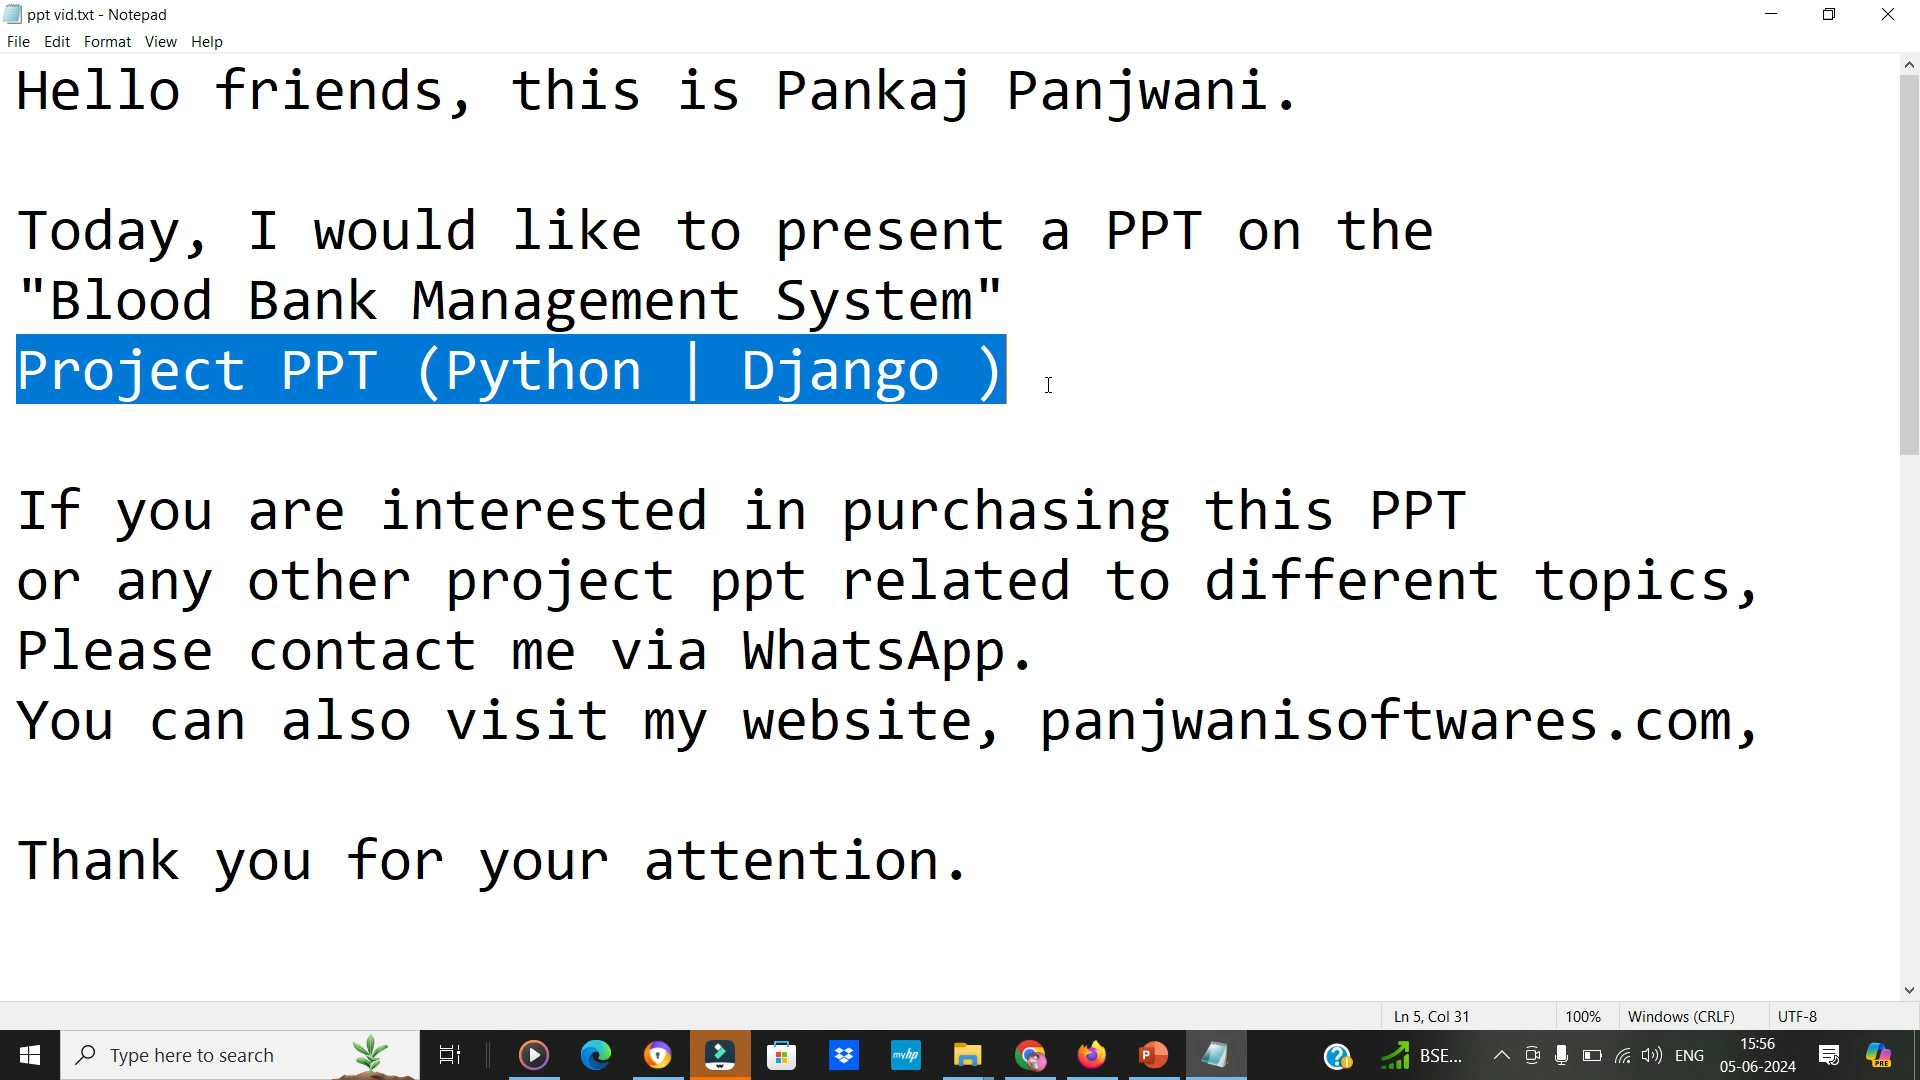 ppt vid.txt - Notepad
File Edit Format View Help
Hello friends, this is Pankaj Panjwani.
Today, I would like to present a PPT on the
"Blood Bank Management System"
Project PPT (Python | Django )
If you are interested in purchasing this PPT
or any other project ppt related to different topics,
Please contact me via WhatsApp.
You can also visit my website, panjwanisoftwares.com,
Thank you for your attention.
Ln 5, Col 31 100% Windows (CRLF) UTF-8
Type here to search
myhp
BSE...
ENG
15:56
05-06-2024
PRE